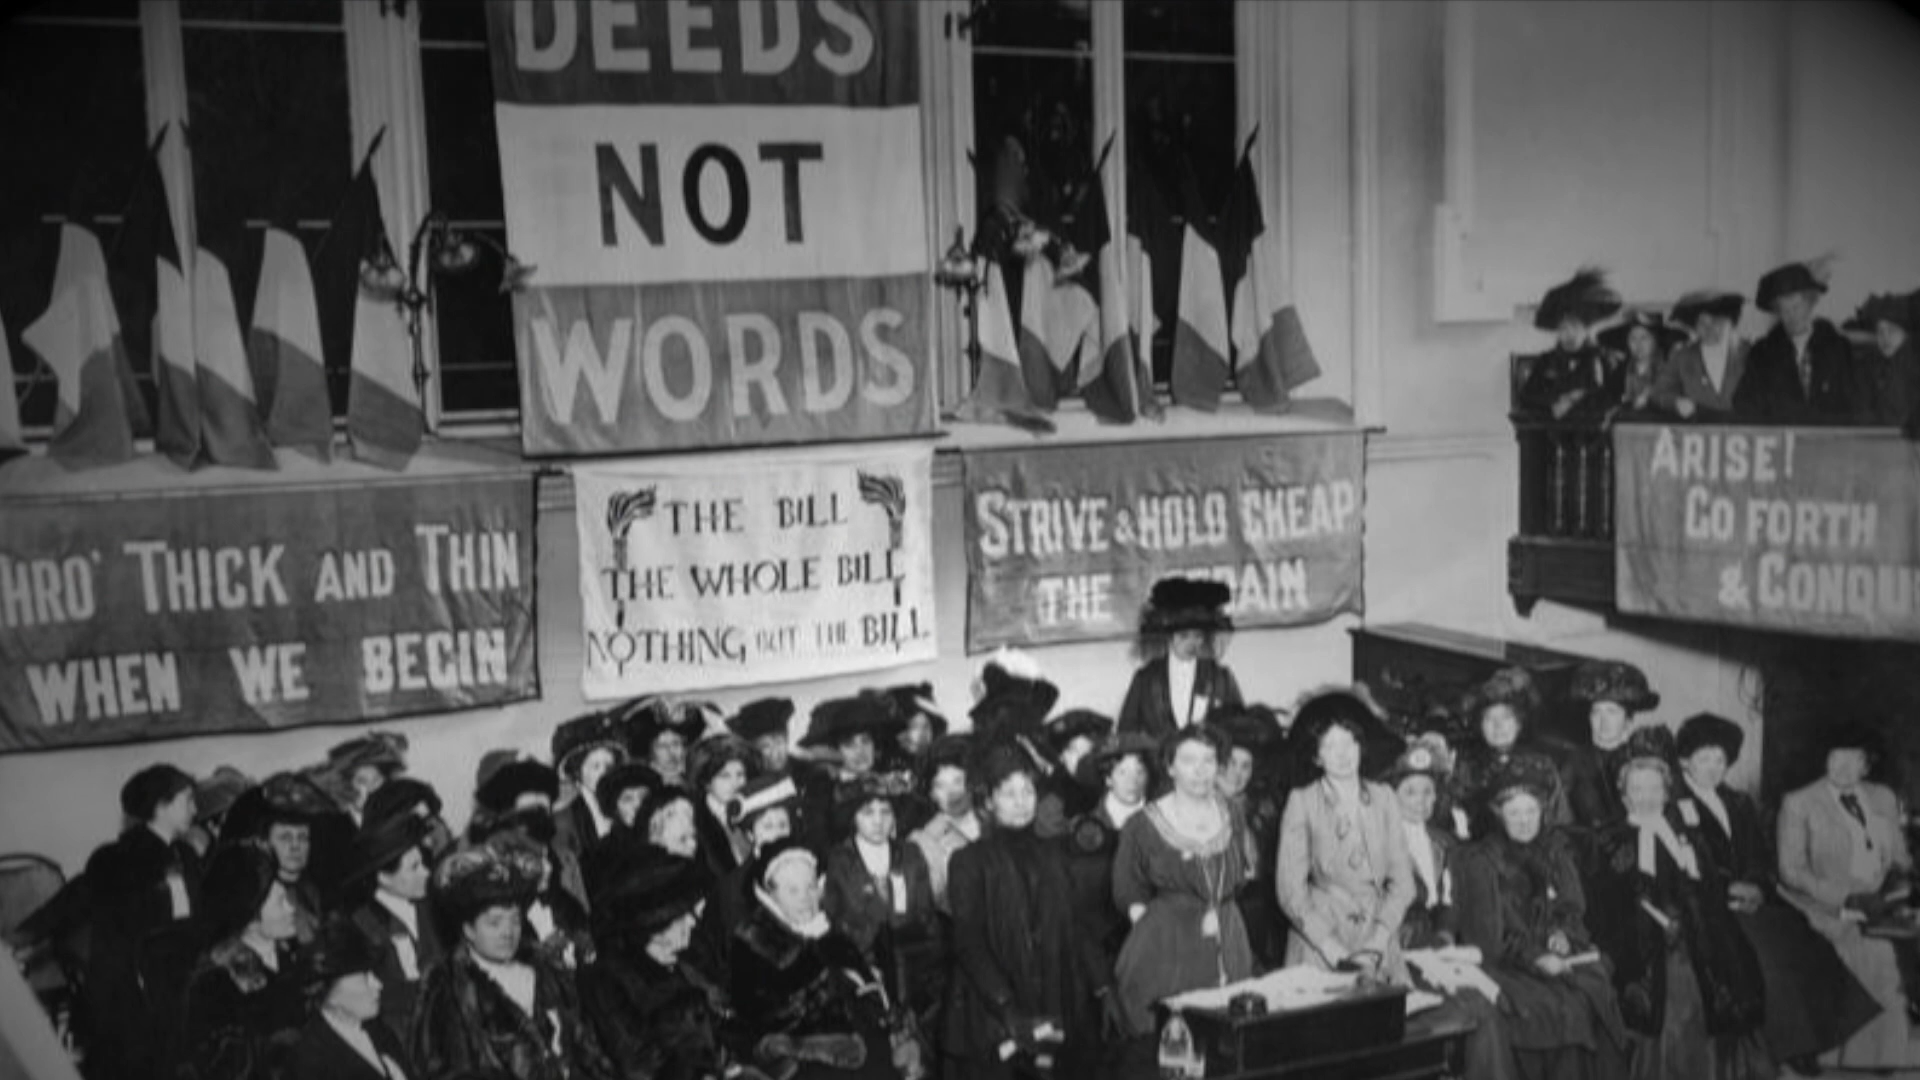 DEEDS
NOT
WORDS
HRO' THICK AND THIN
WHEN WE BEGIN
THE BILL
THE WHOLE BILL
NOTHING BUT THE BILL
STRIVE & HOLD CHEAP
THE RAIN
ARISE!
GO FORTH
& CONQU